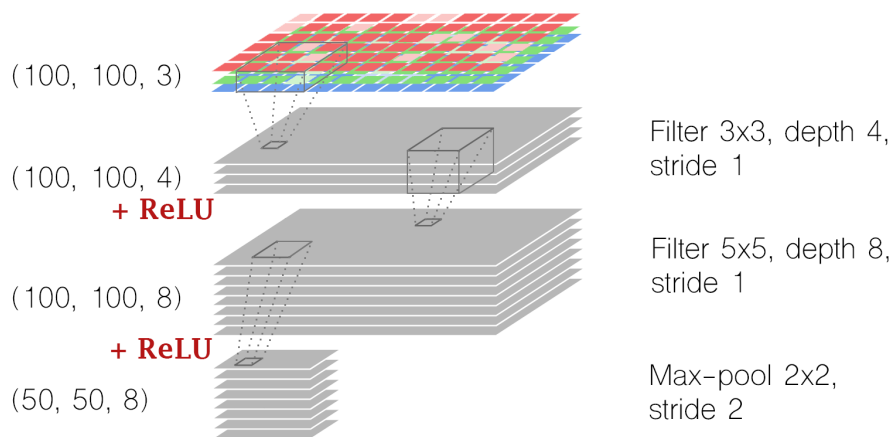 (100, 100, 3)
Filter 3x3, depth 4,
stride 1
(100, 100, 4)
+ ReLU
Filter 5x5, depth 8,
stride 1
(100, 100, 8)
+ ReLU
Max-pool 2x2,
stride 2
(50, 50, 8)